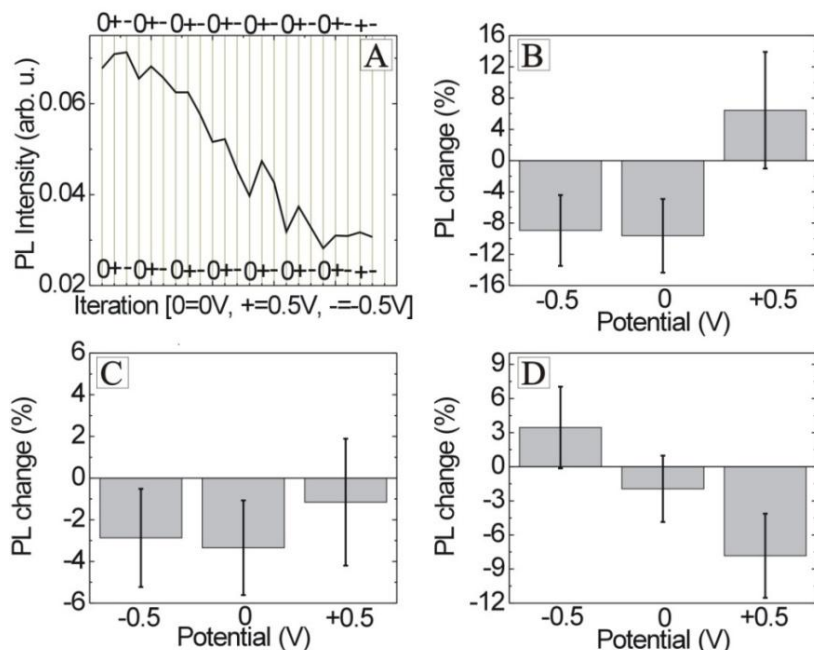 0+-0+-0+-0+-0+-0+-0+-+-
A
0.06
0.04
0.02
PL Intensity (arb. u.)
0+-0+-0+-0+-0+-0+-0+-+-
Iteration [0=0V, +=0.5V, -=-0.5V]
B
16
12
8
4
0
-4
-8
-12
-16
PL change (%)
-0.5 0 +0.5
Potential (V)
C
6
4
2
0
-2
-4
-6
PL change (%)
-0.5 0 +0.5
Potential (V)
D
9
6
3
0
-3
-6
-9
-12
PL change (%)
-0.5 0 +0.5
Potential (V)